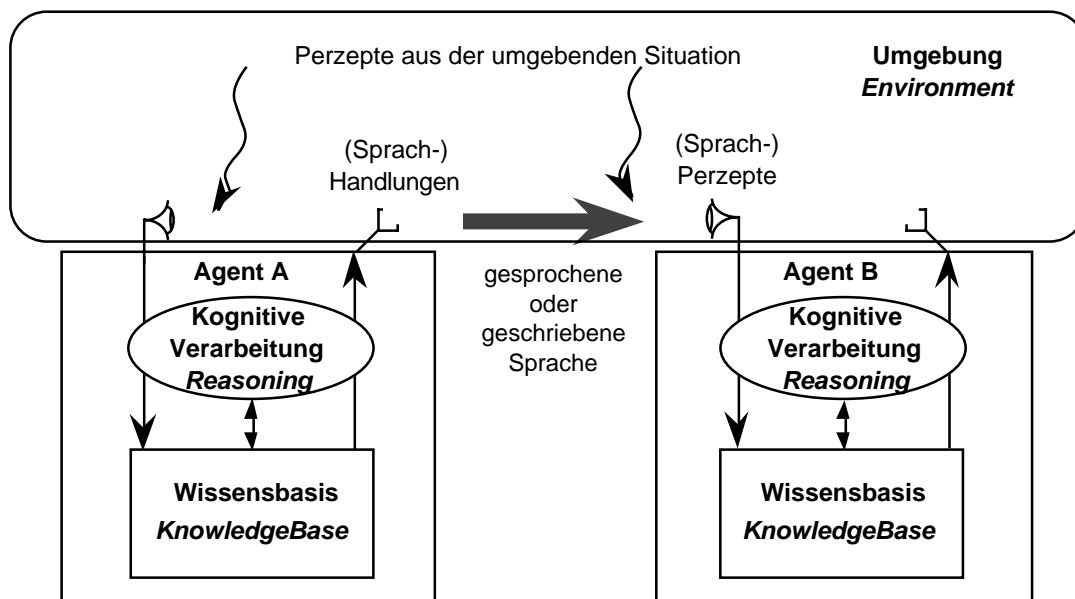 Perzepte aus der umgebenden Situation
Umgebung
Environment
(Sprach-)
Handlungen
(Sprach-)
Perzepte
Agent A
Kognitive
Verarbeitung
Reasoning
Wissensbasis
KnowledgeBase
gesprochene
oder
geschriebene
Sprache
Agent B
Kognitive
Verarbeitung
Reasoning
Wissensbasis
KnowledgeBase